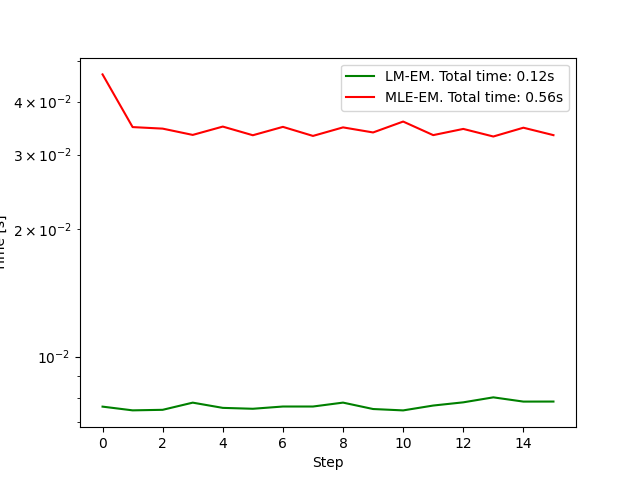 LM-EM. Total time: 0.12s
MLE-EM. Total time: 0.56s
4 × 10⁻²
3 × 10⁻²
2 × 10⁻²
10⁻²
Time [s]
0 2 4 6 8 10 12 14
Step